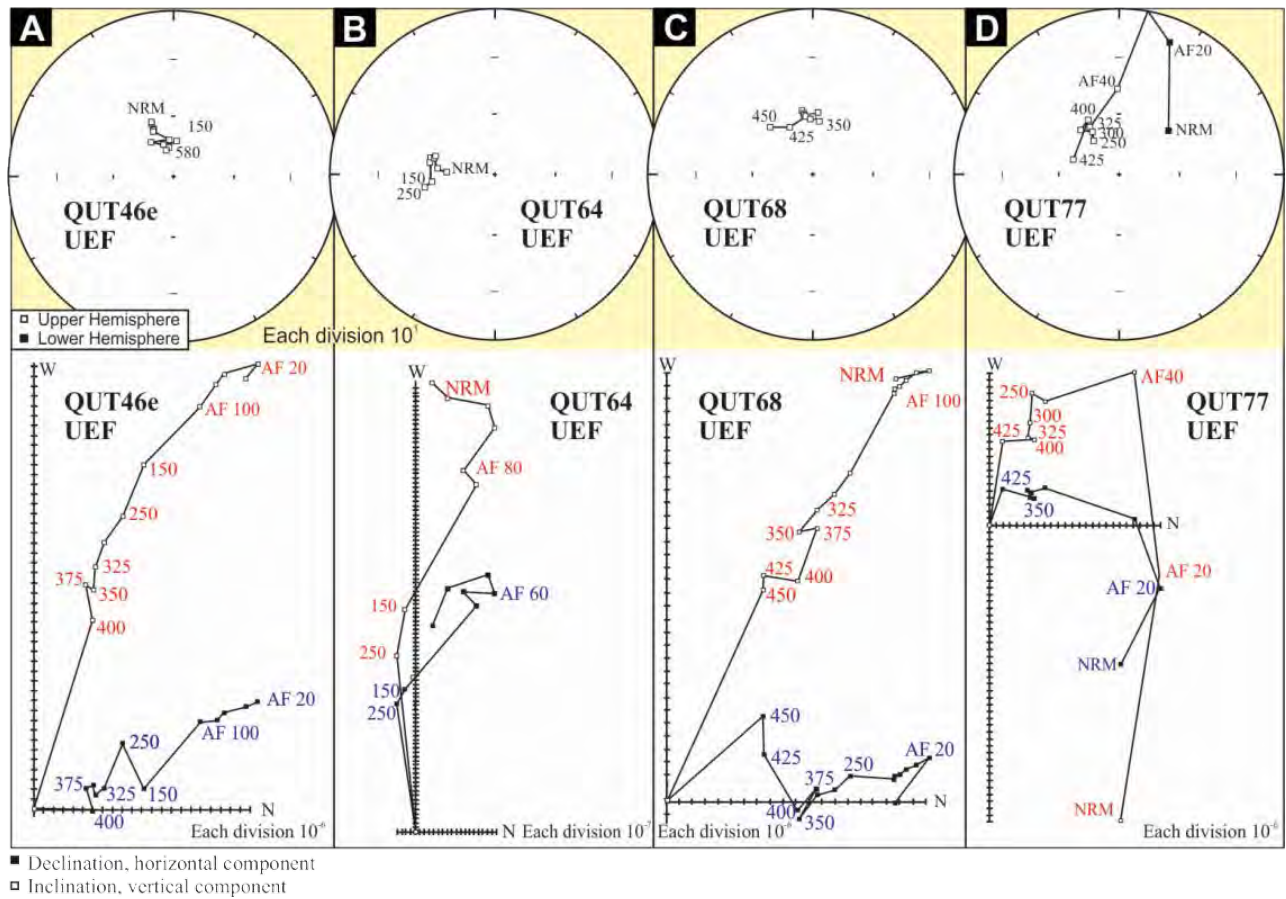 A
NRM
150
580
QUT46e
UEF
B
NRM
150
250
QUT64
UEF
C
450
350
425
QUT68
UEF
D
AF20
AF40
400
325
NRM
300
250
425
QUT77
UEF
Upper Hemisphere
Lower Hemisphere
Each division 10¹
W
QUT46e
UEF
AF 20
AF 100
150
250
325
375
350
400
AF 20
AF 100
250
375
325
150
400
N
Each division 10⁻⁶
W
NRM
QUT64
UEF
AF 80
AF 60
150
250
150
250
N
Each division 10⁻⁷
W
NRM
AF 100
QUT68
UEF
325
350
375
425
400
450
450
425
AF 20
250
375
400
350
N
Each division 10⁻⁶
W
AF40
QUT77
UEF
250
300
425
325
400
425
350
N
AF 20
AF 20
NRM
NRM
Each division 10⁻⁶
Declination, horizontal component
Inclination, vertical component